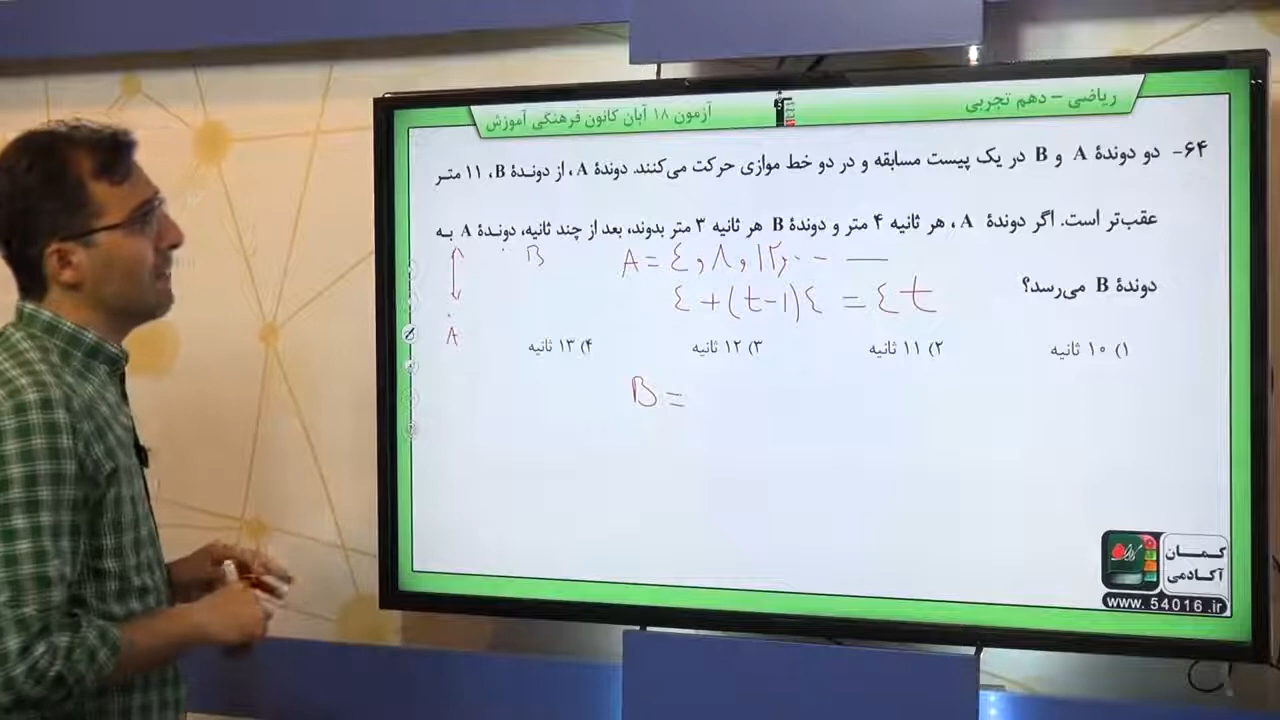 ریاضی - دهم تجربی
آزمون ۱۸ آبان کانون فرهنگی آموزش
۶۴- دو دوندهٔ A و B در یک پیست مسابقه و در دو خط موازی حرکت می‌کنند. دوندهٔ A، از دوندهٔ B، ۱۱ متر
عقب‌تر است. اگر دوندهٔ A، هر ثانیه ۴ متر و دوندهٔ B هر ثانیه ۳ متر بدوند، بعد از چند ثانیه، دوندهٔ A به
دوندهٔ B می‌رسد؟
B
A = ۴, ۸, ۱۲, ...
۴ + (t-۱)۴ = ۴t
A
۱) ۱۰ ثانیه
۲) ۱۱ ثانیه
۳) ۱۲ ثانیه
۴) ۱۳ ثانیه
B =
کمان
آکادمی
www.54016.ir